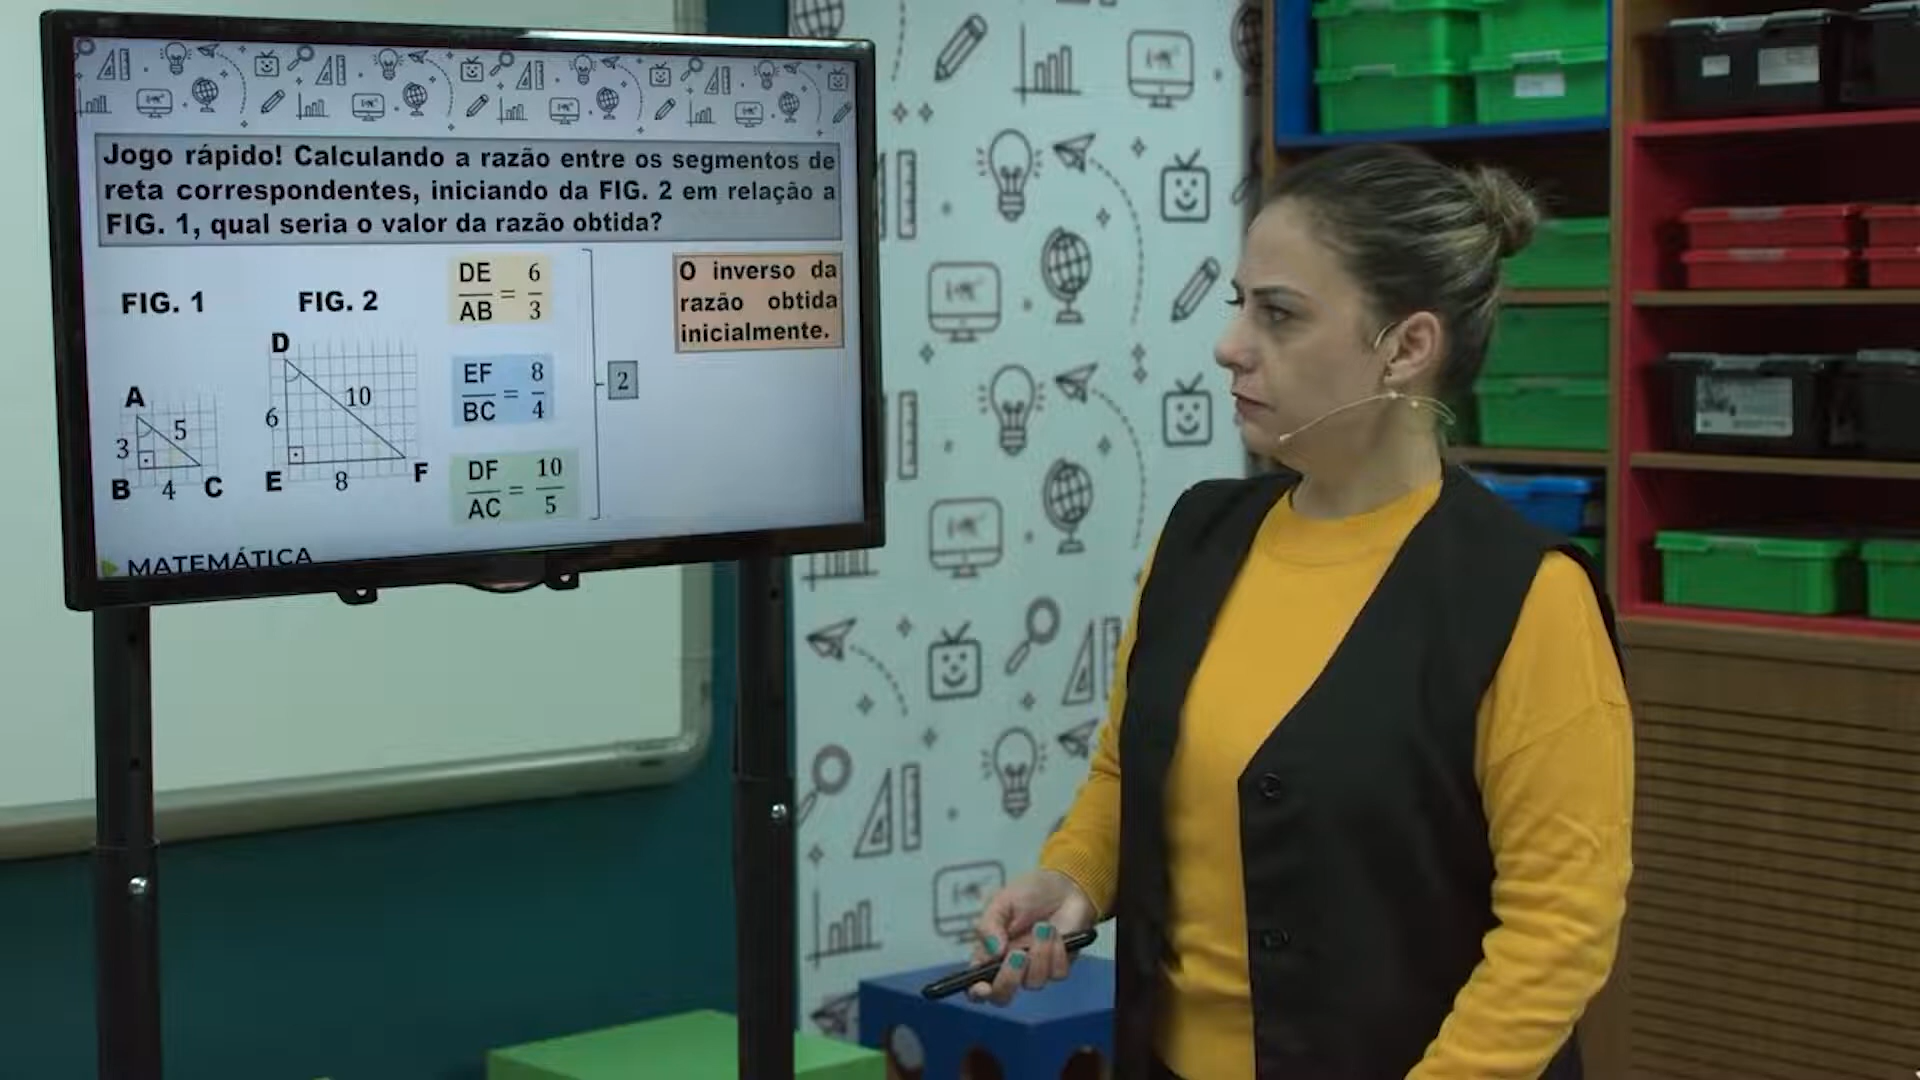 Jogo rápido! Calculando a razão entre os segmentos de
reta correspondentes, iniciando da FIG. 2 em relação a
FIG. 1, qual seria o valor da razão obtida?
FIG. 1
FIG. 2
A
3
5
B
4
C
D
6
10
E
8
F
DE/AB = 6/3
EF/BC = 8/4
DF/AC = 10/5
2
O inverso da
razão obtida
inicialmente.
MATEMÁTICA